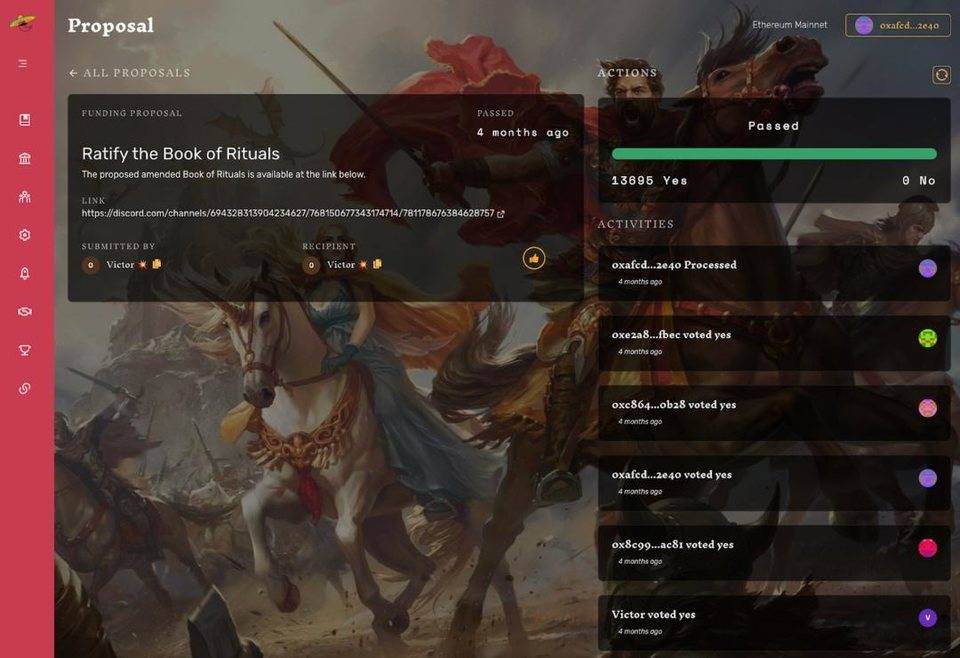 Proposal
Ethereum Mainnet
0xafcd...2e40
← ALL PROPOSALS
FUNDING PROPOSAL
PASSED
4 months ago
Ratify the Book of Rituals
The proposed amended Book of Rituals is available at the link below.
LINK
https://discord.com/channels/694328313904234627/768150677343174714/781178676384628757
SUBMITTED BY
RECIPIENT
0 Victor 💥
0 Victor 💥
ACTIONS
Passed
13695 Yes
0 No
ACTIVITIES
0xafcd...2e40 Processed
4 months ago
0xe2a8...fbec voted yes
4 months ago
0xc864...0b28 voted yes
4 months ago
0xafcd...2e40 voted yes
4 months ago
0x8c99...ac81 voted yes
4 months ago
Victor voted yes
V
4 months ago